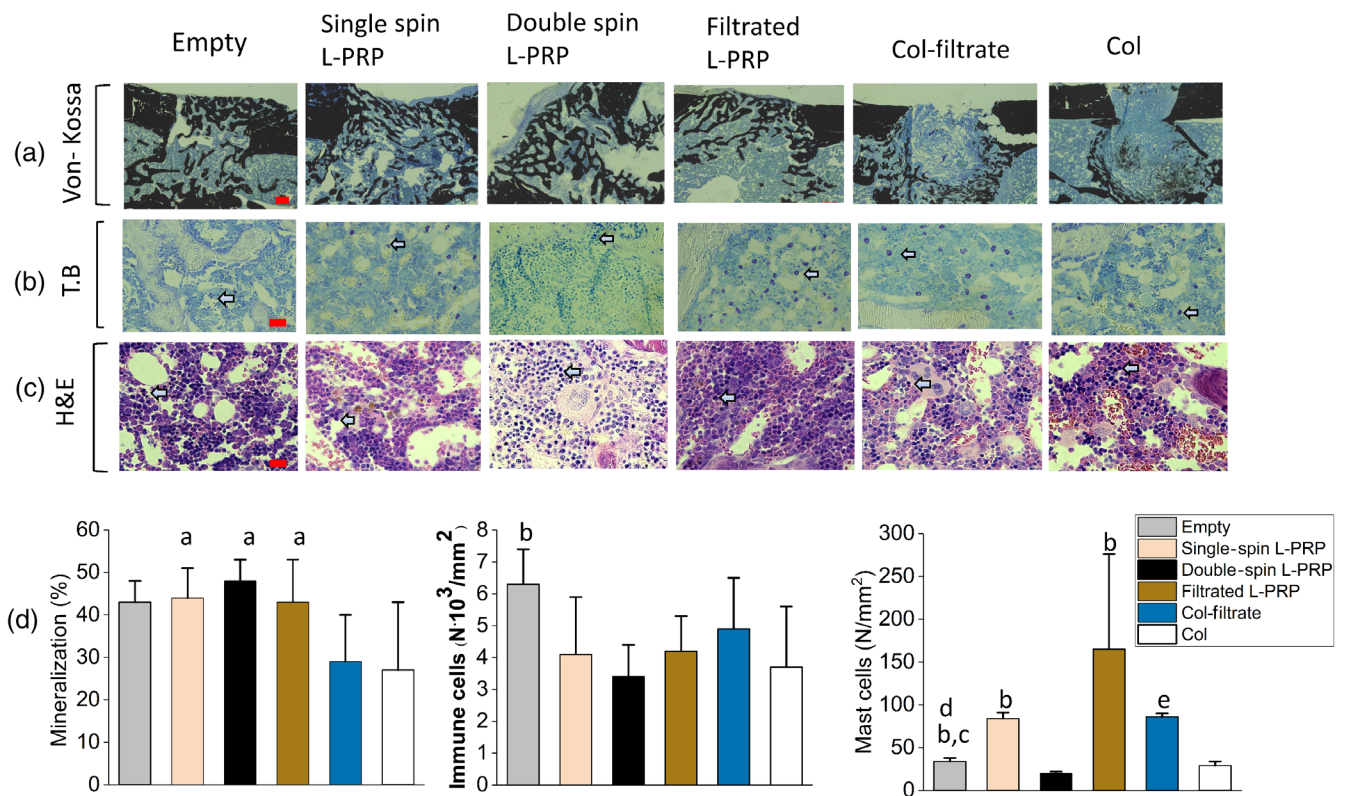 Empty
Single spin
L-PRP
Double spin
L-PRP
Filtrated
L-PRP
Col-filtrate
Col
(a)
Von- Kossa
(b)
T.B
(c)
H&E
(d)
Mineralization (%)
60
50
40
30
20
10
0
a
a
a
Immune cells (N·10³/mm²)
8
7
6
5
4
3
2
1
0
b
Mast cells (N/mm²)
300
250
200
150
100
50
0
d
b,c
b
b
e
Empty
Single-spin L-PRP
Double-spin L-PRP
Filtrated L-PRP
Col-filtrate
Col